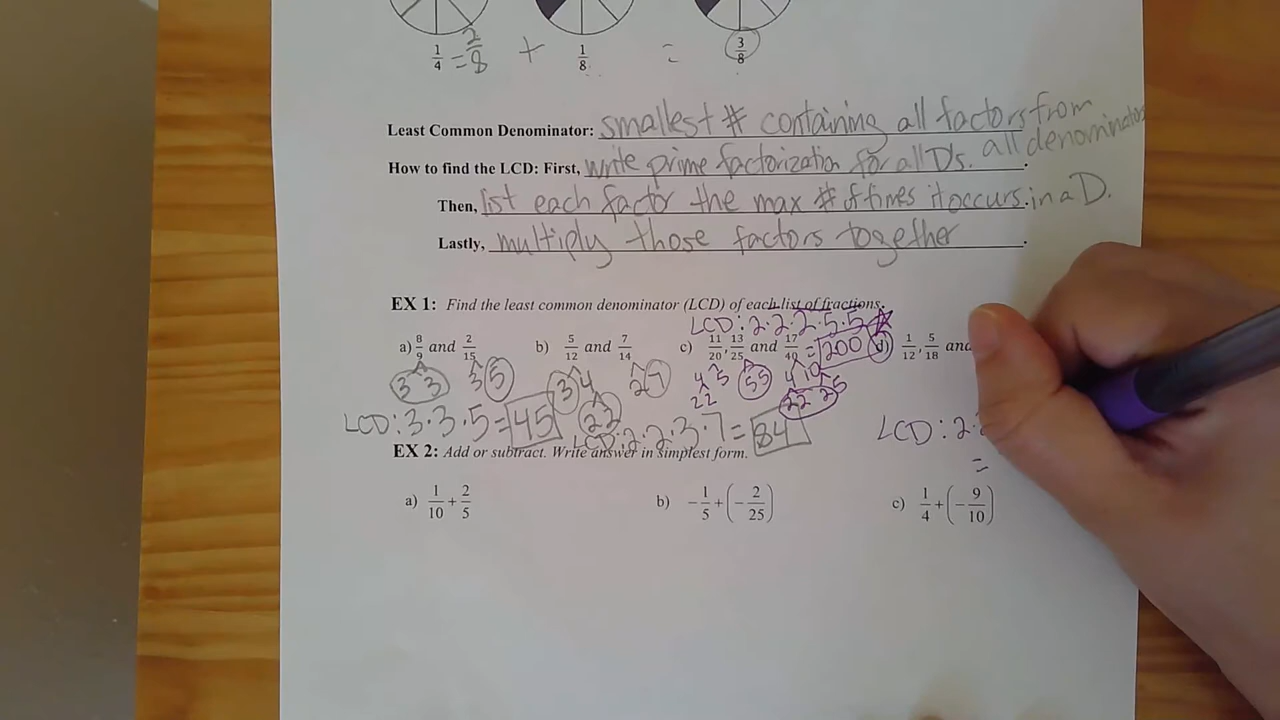 1/4 = 2/8 + 1/8 = 3/8
Least Common Denominator: smallest # containing all factors from
all denominators
How to find the LCD: First, write prime factorization for all D's.
Then, list each factor the max # of times it occurs in a D.
Lastly, multiply those factors together.
EX 1: Find the least common denominator (LCD) of each list of fractions.
LCD: 2·2·2·5·5
= 200
a) 8/9 and 2/15 b) 5/12 and 7/14 c) 11/20, 13/25 and 17/40 d) 1/12, 5/18 and
3 3 3 5 3 4 2 7 4 5 5 5 4 10
2 2 2 2 2 2 2 5
LCD: 3·3·5 = 45 LCD: 2·2·3·7 = 84 LCD: 2·
=
EX 2: Add or subtract. Write answer in simplest form.
a) 1/10 + 2/5 b) -1/5 + (-2/25) c) 1/4 + (-9/10)